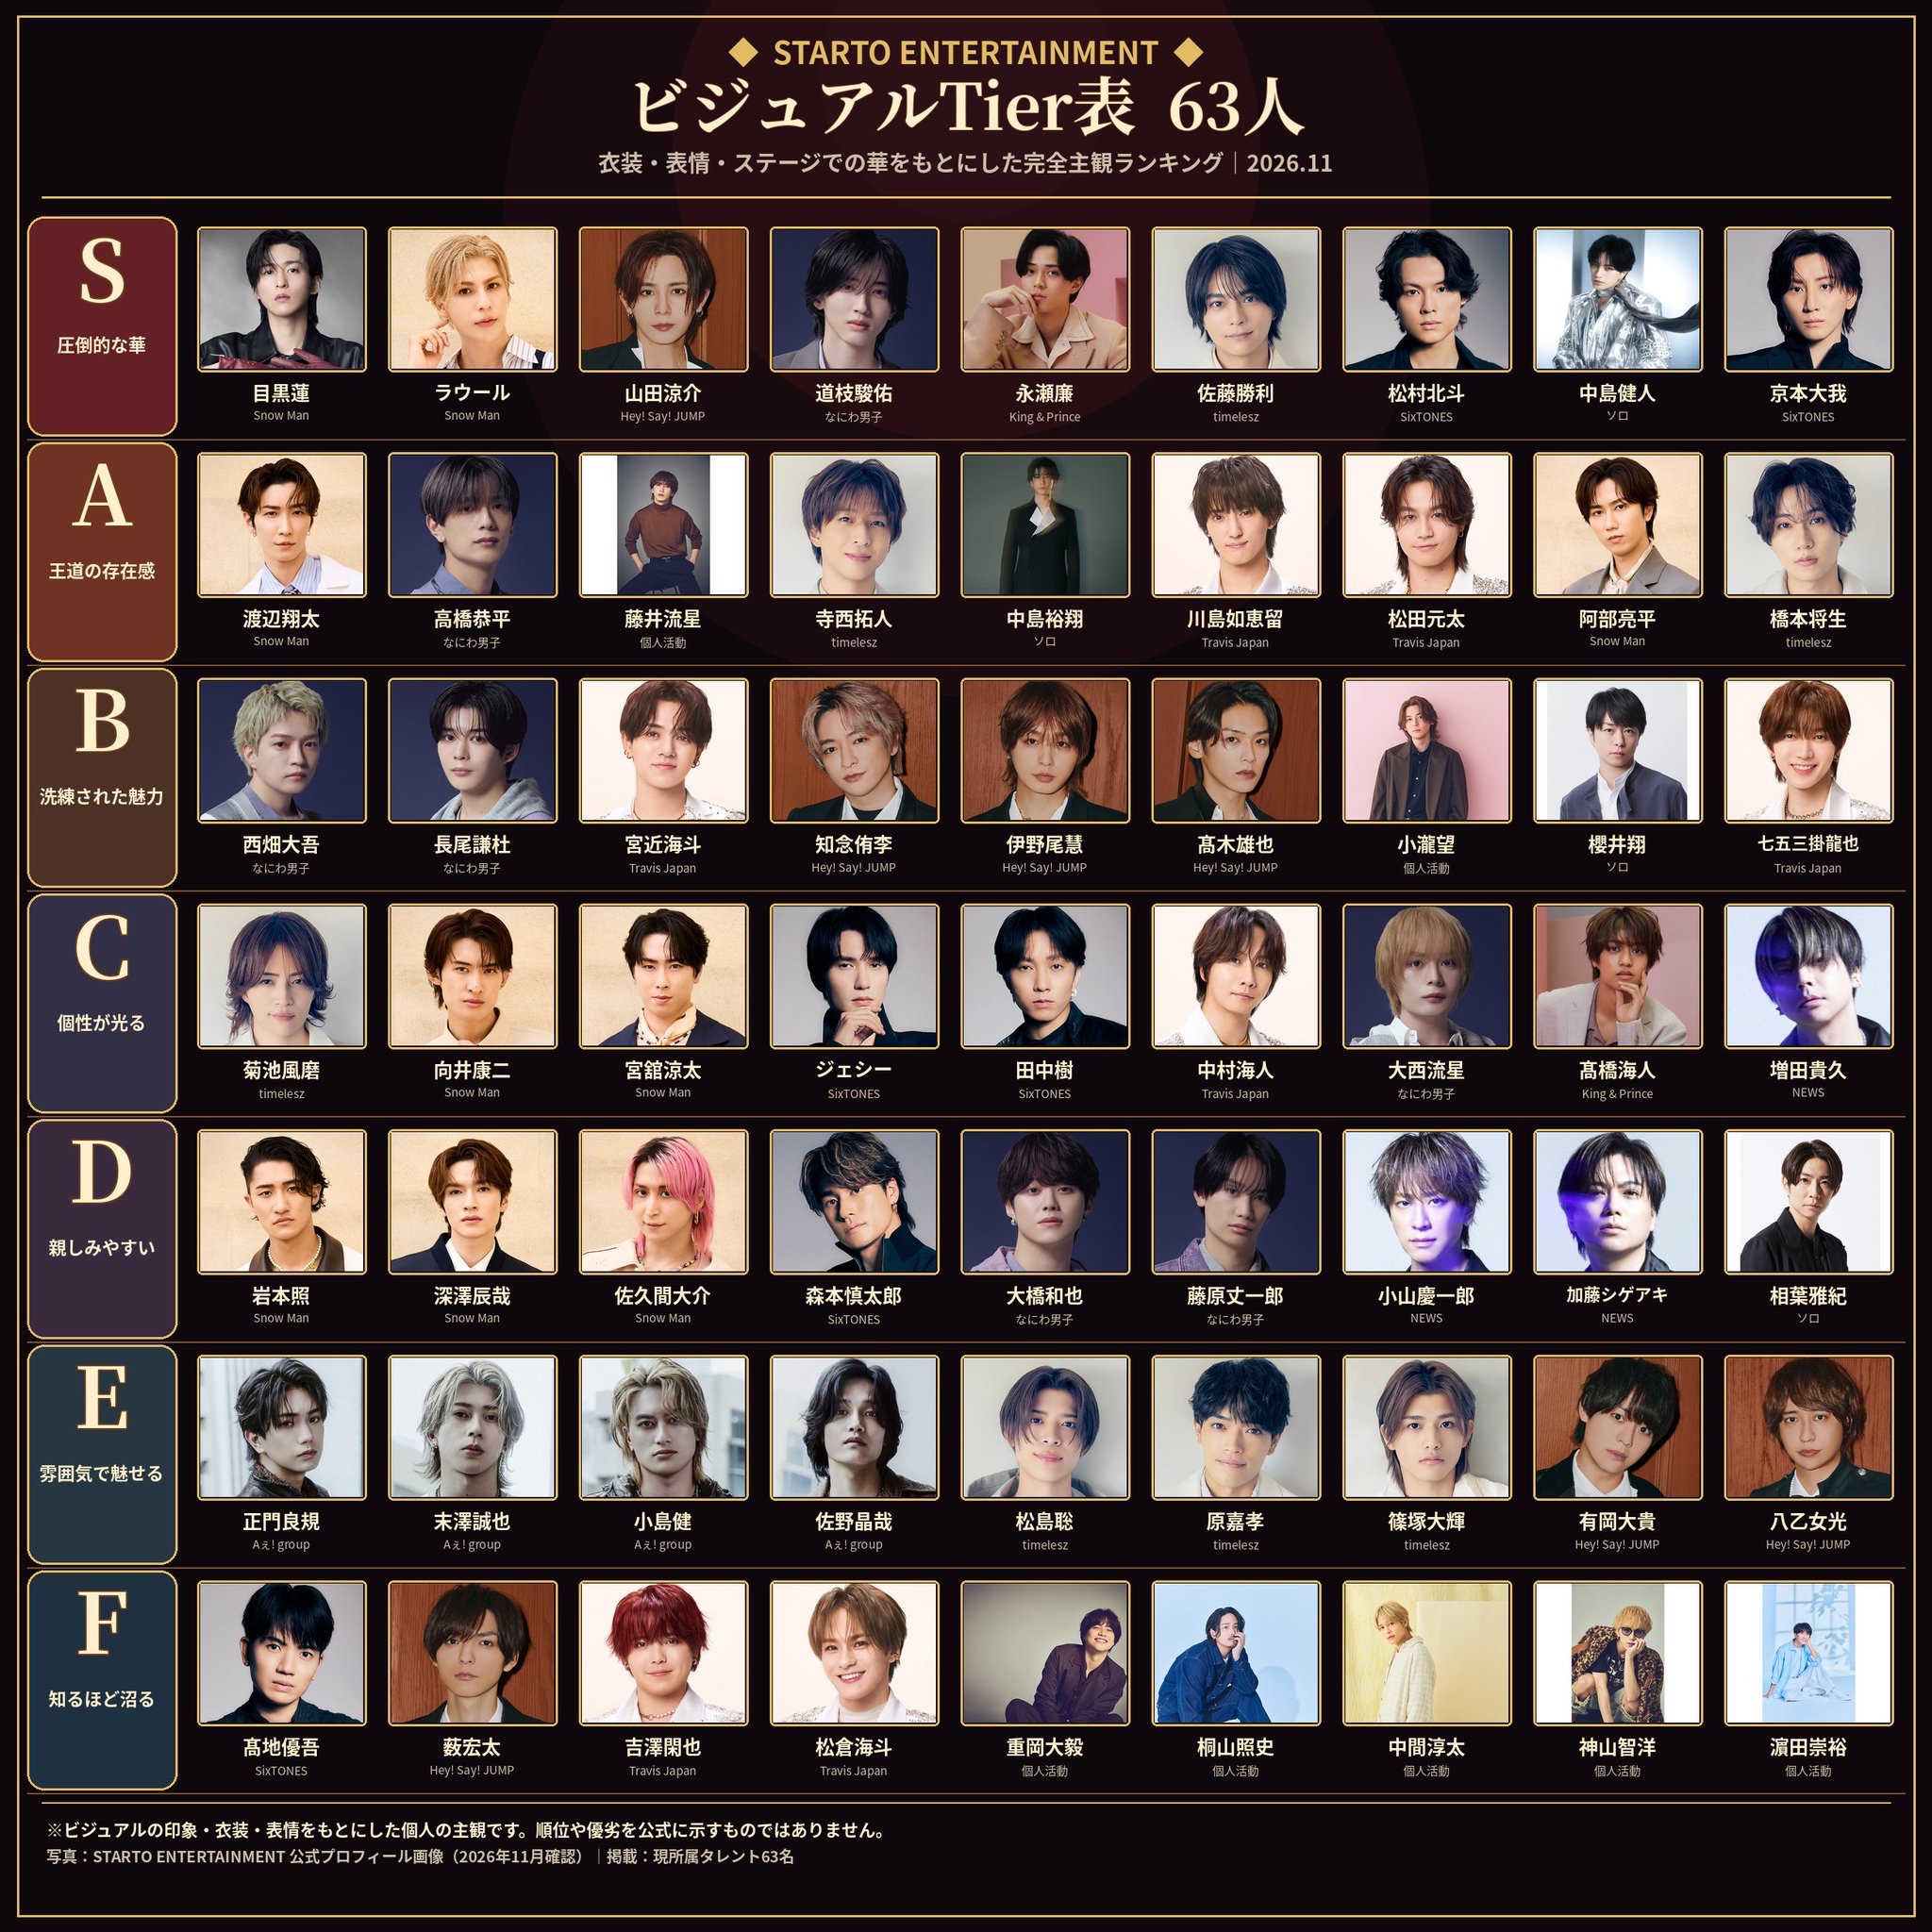 ◆ STARTO ENTERTAINMENT ◆
ビジュアルTier表 63人
衣装・表情・ステージでの華をもとにした完全主観ランキング｜2026.11
S
圧倒的な華
目黒蓮 ラウール 山田涼介 道枝駿佑 永瀬廉 佐藤勝利 松村北斗 中島健人 京本大我
Snow Man Snow Man Hey! Say! JUMP なにわ男子 King & Prince timelesz SixTONES ソロ SixTONES
A
王道の存在感
渡辺翔太 高橋恭平 藤井流星 寺西拓人 中島裕翔 川島如恵留 松田元太 阿部亮平 橋本将生
Snow Man なにわ男子 個人活動 timelesz ソロ Travis Japan Travis Japan Snow Man timelesz
B
洗練された魅力
西畑大吾 長尾謙杜 宮近海斗 知念侑李 伊野尾慧 髙木雄也 小瀧望 櫻井翔 七五三掛龍也
なにわ男子 なにわ男子 Travis Japan Hey! Say! JUMP Hey! Say! JUMP Hey! Say! JUMP 個人活動 ソロ Travis Japan
C
個性が光る
菊池風磨 向井康二 宮舘涼太 ジェシー 田中樹 中村海人 大西流星 髙橋海人 増田貴久
timelesz Snow Man Snow Man SixTONES SixTONES Travis Japan なにわ男子 King & Prince NEWS
D
親しみやすい
岩本照 深澤辰哉 佐久間大介 森本慎太郎 大橋和也 藤原丈一郎 小山慶一郎 加藤シゲアキ 相葉雅紀
Snow Man Snow Man Snow Man SixTONES なにわ男子 なにわ男子 NEWS NEWS ソロ
E
雰囲気で魅せる
正門良規 末澤誠也 小島健 佐野晶哉 松島聡 原嘉孝 篠塚大輝 有岡大貴 八乙女光
Aぇ! group Aぇ! group Aぇ! group Aぇ! group timelesz timelesz timelesz Hey! Say! JUMP Hey! Say! JUMP
F
知るほど沼る
髙地優吾 薮宏太 吉澤閑也 松倉海斗 重岡大毅 桐山照史 中間淳太 神山智洋 濵田崇裕
SixTONES Hey! Say! JUMP Travis Japan Travis Japan 個人活動 個人活動 個人活動 個人活動 個人活動
※ビジュアルの印象・衣装・表情をもとにした個人の主観です。順位や優劣を公式に示すものではありません。
写真：STARTO ENTERTAINMENT 公式プロフィール画像（2026年11月確認）｜掲載：現所属タレント63名